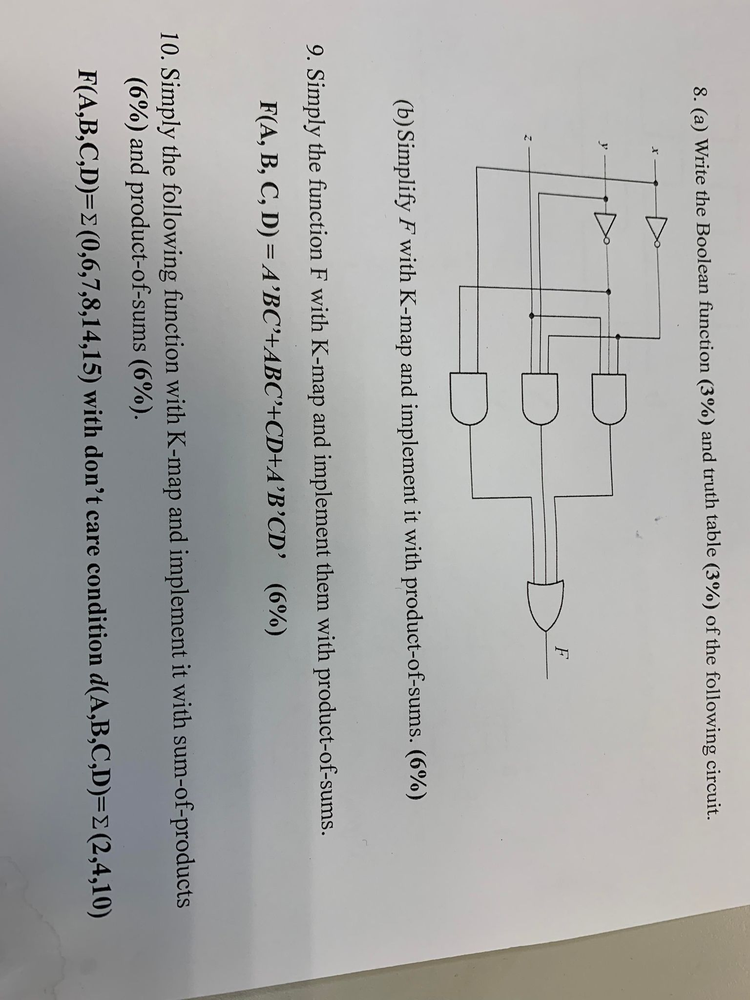 8. (a) Write the Boolean function (3%) and truth table (3%) of the following circuit.
x
y
z
F
(b)Simplify F with K-map and implement it with product-of-sums. (6%)
9. Simply the function F with K-map and implement them with product-of-sums.
F(A, B, C, D) = A’BC’+ABC’+CD+A’B’CD’ (6%)
10. Simply the following function with K-map and implement it with sum-of-products
(6%) and product-of-sums (6%).
F(A,B,C,D)=Σ(0,6,7,8,14,15) with don’t care condition d(A,B,C,D)=Σ(2,4,10)